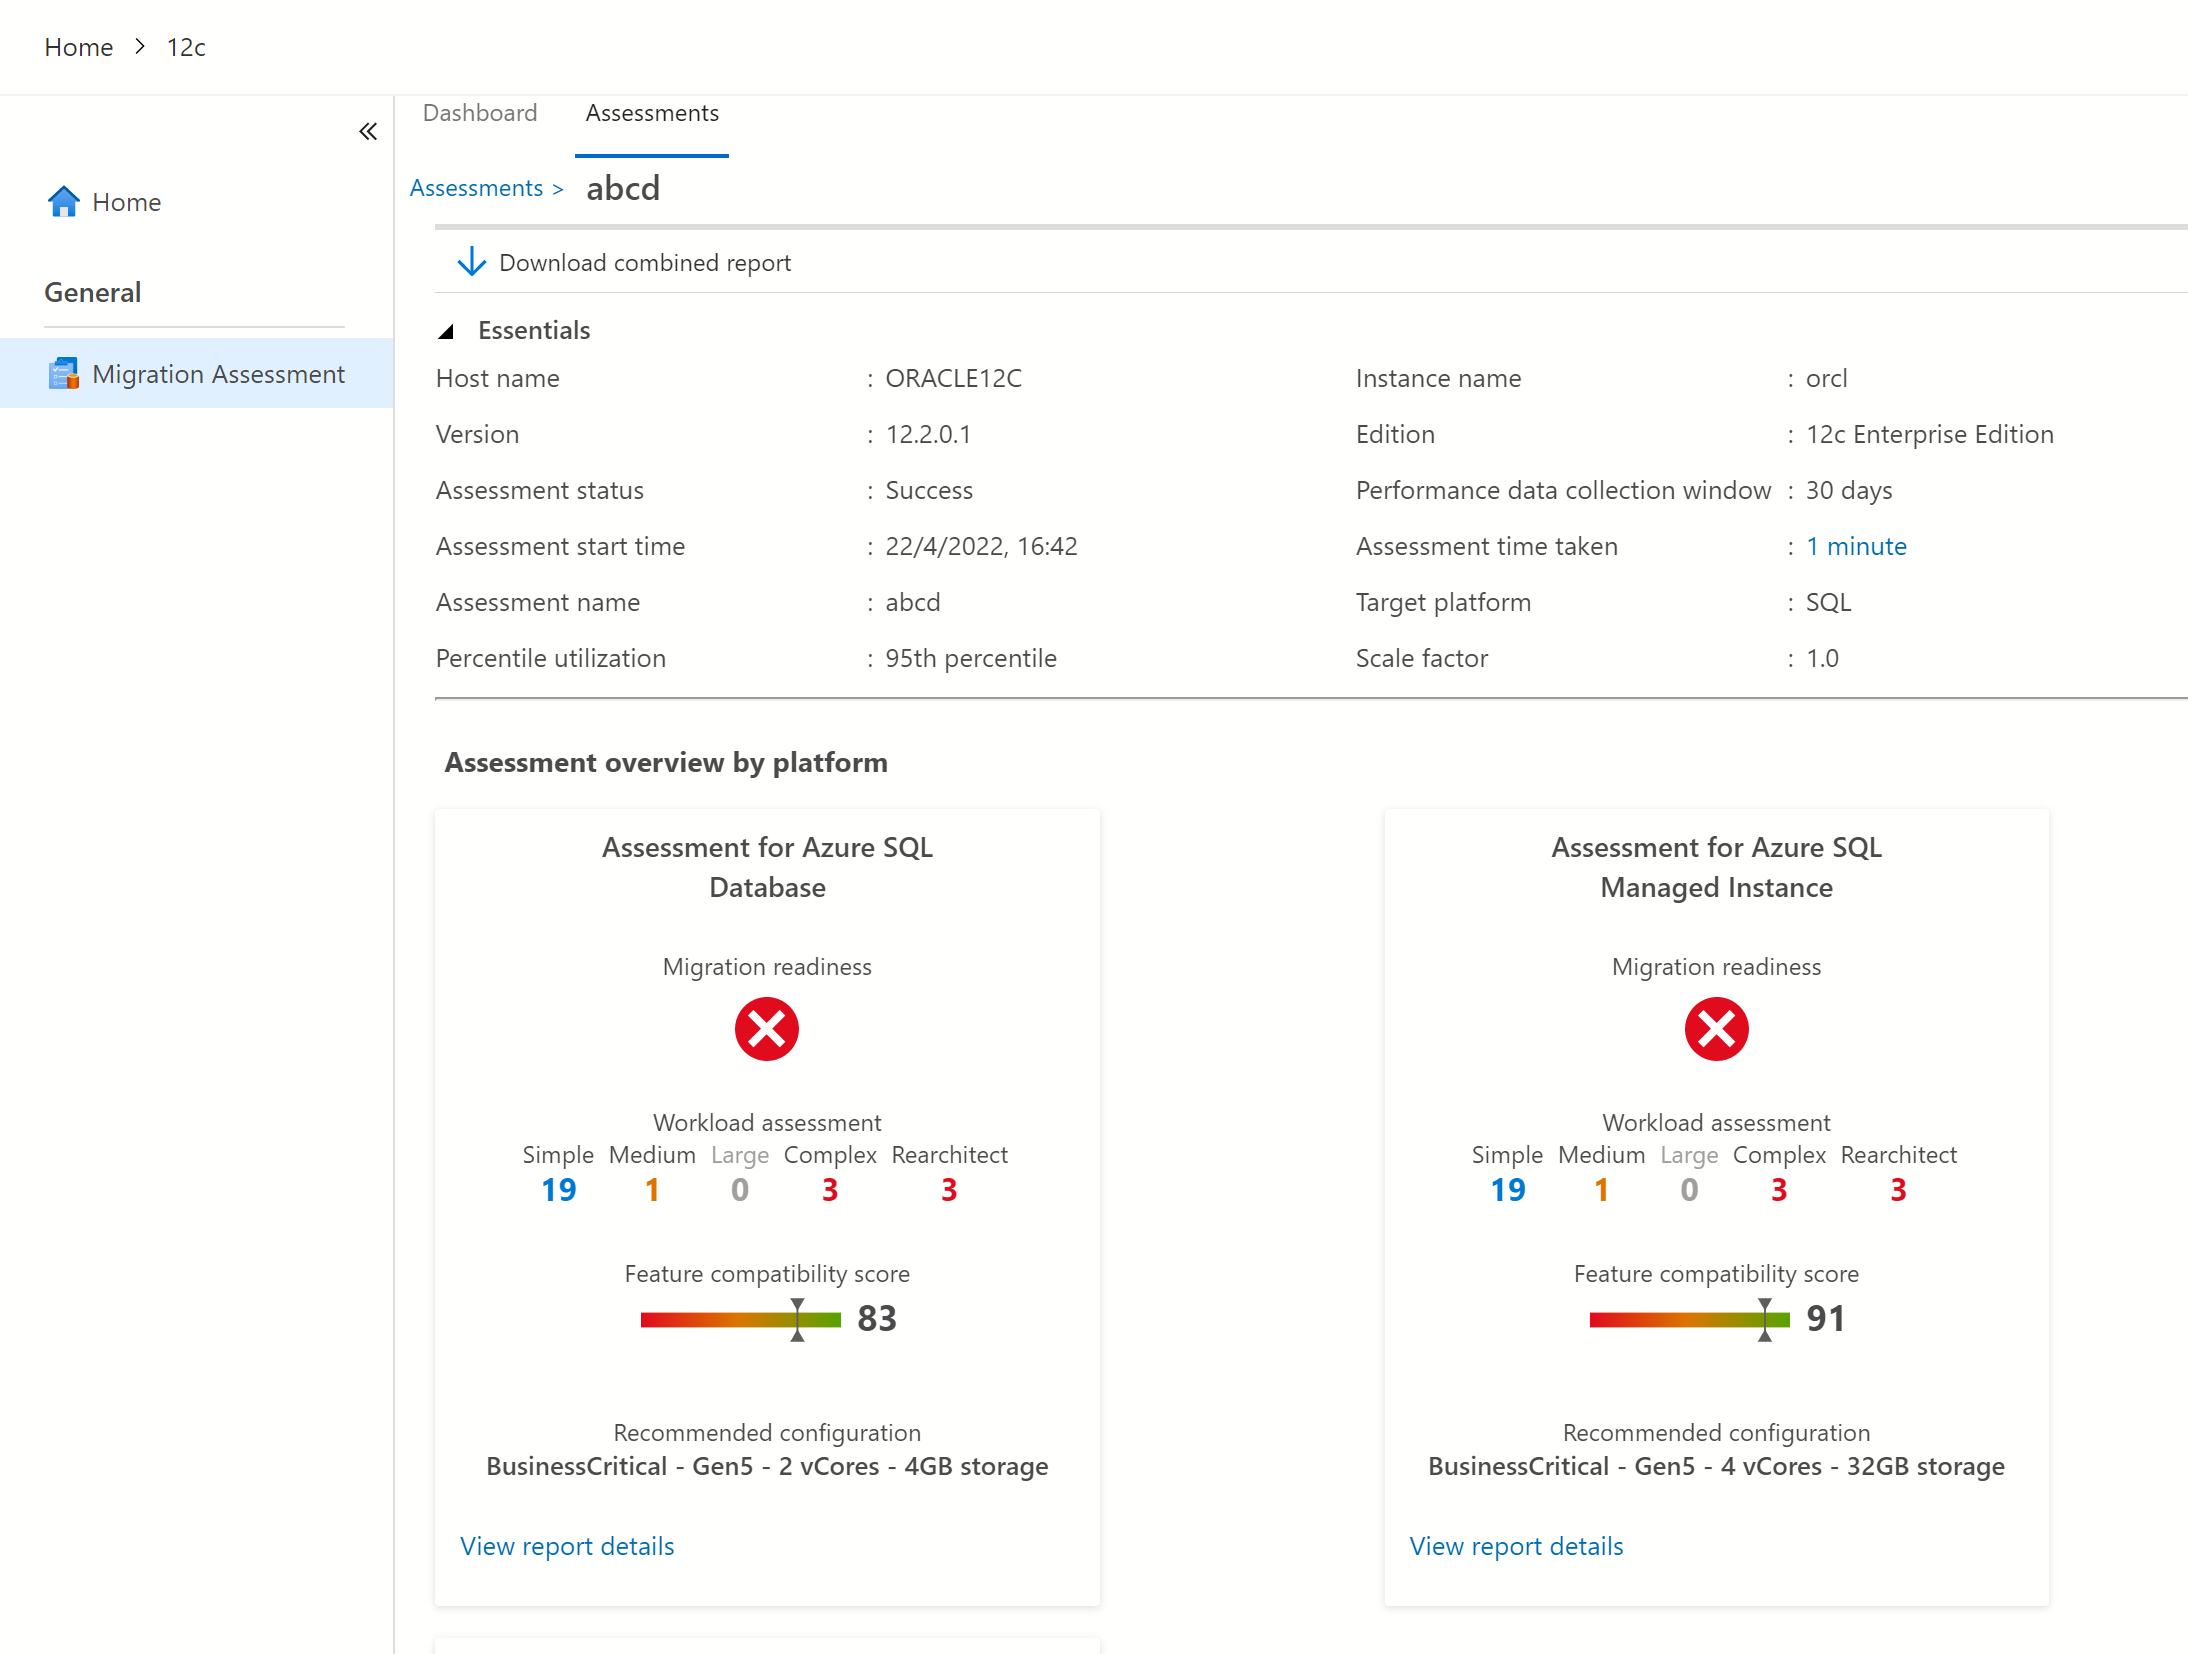 Home > 12c
Dashboard Assessments
Home
General
Migration Assessment
Assessments > abcd
Download combined report
Essentials
Host name : ORACLE12C
Instance name : orcl
Version : 12.2.0.1
Edition : 12c Enterprise Edition
Assessment status : Success
Performance data collection window : 30 days
Assessment start time : 22/4/2022, 16:42
Assessment time taken : 1 minute
Assessment name : abcd
Target platform : SQL
Percentile utilization : 95th percentile
Scale factor : 1.0
Assessment overview by platform
Assessment for Azure SQL
Database
Migration readiness
Workload assessment
Simple Medium Large Complex Rearchitect
19 1 0 3 3
Feature compatibility score
83
Recommended configuration
BusinessCritical - Gen5 - 2 vCores - 4GB storage
View report details
Assessment for Azure SQL
Managed Instance
Migration readiness
Workload assessment
Simple Medium Large Complex Rearchitect
19 1 0 3 3
Feature compatibility score
91
Recommended configuration
BusinessCritical - Gen5 - 4 vCores - 32GB storage
View report details